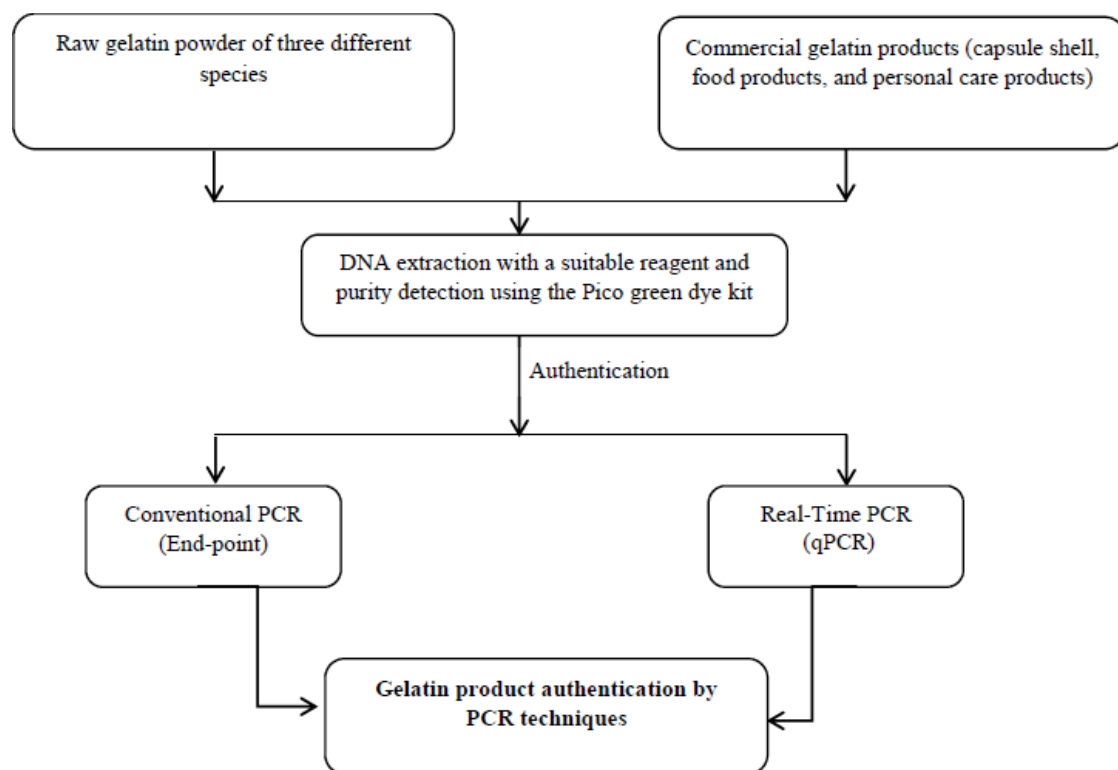 Raw gelatin powder of three different
species
Commercial gelatin products (capsule shell,
food products, and personal care products)
DNA extraction with a suitable reagent and
purity detection using the Pico green dye kit
Authentication
Conventional PCR
(End-point)
Real-Time PCR
(qPCR)
Gelatin product authentication by
PCR techniques